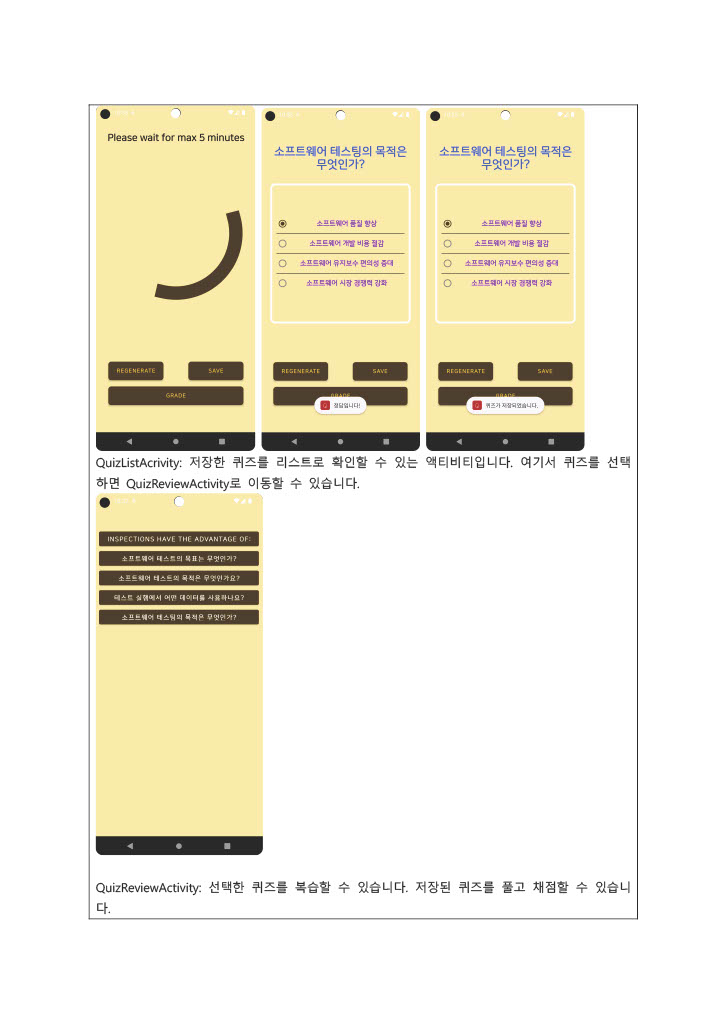 Please wait for max 5 minutes
REGENERATE
SAVE
GRADE
소프트웨어 테스팅의 목적은
무엇인가?
소프트웨어 품질 향상
소프트웨어 개발 비용 절감
소프트웨어 유지보수 편의성 증대
소프트웨어 시장 경쟁력 강화
REGENERATE
SAVE
GRADE
정답입니다!
소프트웨어 테스팅의 목적은
무엇인가?
소프트웨어 품질 향상
소프트웨어 개발 비용 절감
소프트웨어 유지보수 편의성 증대
소프트웨어 시장 경쟁력 강화
REGENERATE
SAVE
GRADE
퀴즈가 저장되었습니다.
QuizListAcrivity: 저장한 퀴즈를 리스트로 확인할 수 있는 액티비티입니다. 여기서 퀴즈를 선택
하면 QuizReviewActivity로 이동할 수 있습니다.
INSPECTIONS HAVE THE ADVANTAGE OF:
소프트웨어 테스트의 목표는 무엇인가?
소프트웨어 테스트의 목적은 무엇인가요?
테스트 실행에서 어떤 데이터를 사용하나요?
소프트웨어 테스팅의 목적은 무엇인가?
QuizReviewActivity: 선택한 퀴즈를 복습할 수 있습니다. 저장된 퀴즈를 풀고 채점할 수 있습니
다.